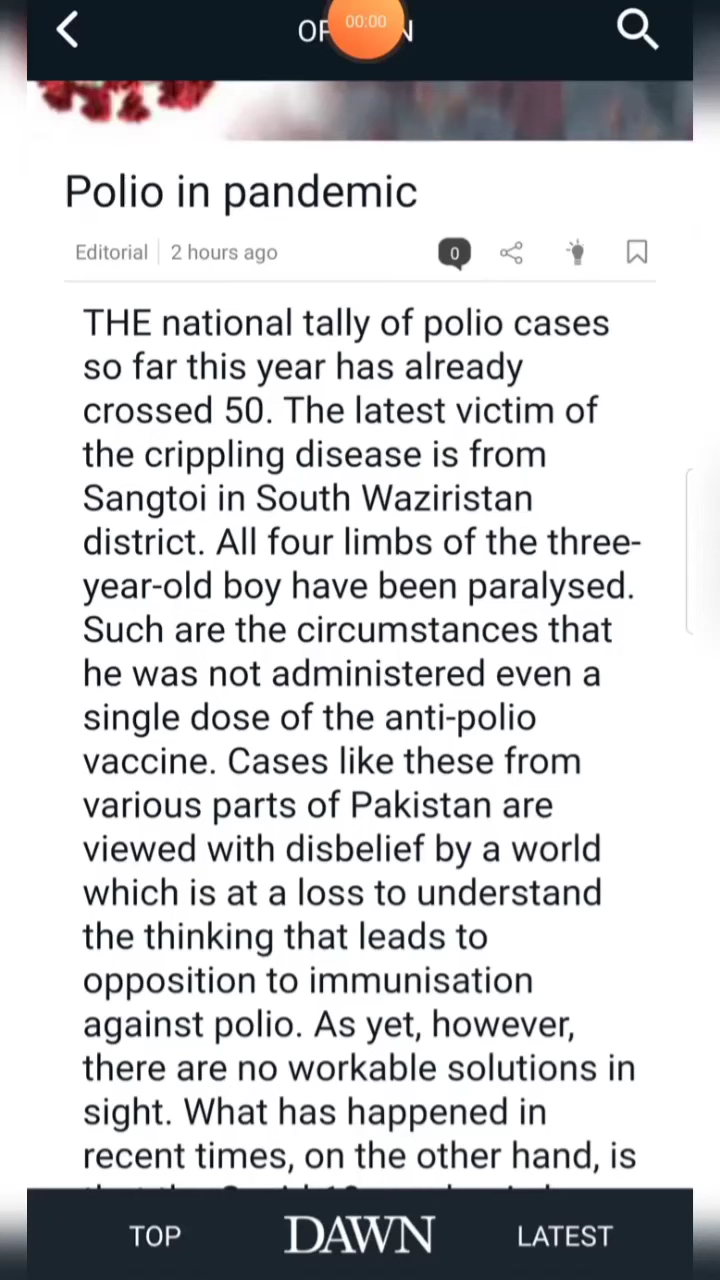 00:00
Polio in pandemic
Editorial 2 hours ago 0
THE national tally of polio cases
so far this year has already
crossed 50. The latest victim of
the crippling disease is from
Sangtoi in South Waziristan
district. All four limbs of the three-
year-old boy have been paralysed.
Such are the circumstances that
he was not administered even a
single dose of the anti-polio
vaccine. Cases like these from
various parts of Pakistan are
viewed with disbelief by a world
which is at a loss to understand
the thinking that leads to
opposition to immunisation
against polio. As yet, however,
there are no workable solutions in
sight. What has happened in
recent times, on the other hand, is
TOP DAWN LATEST